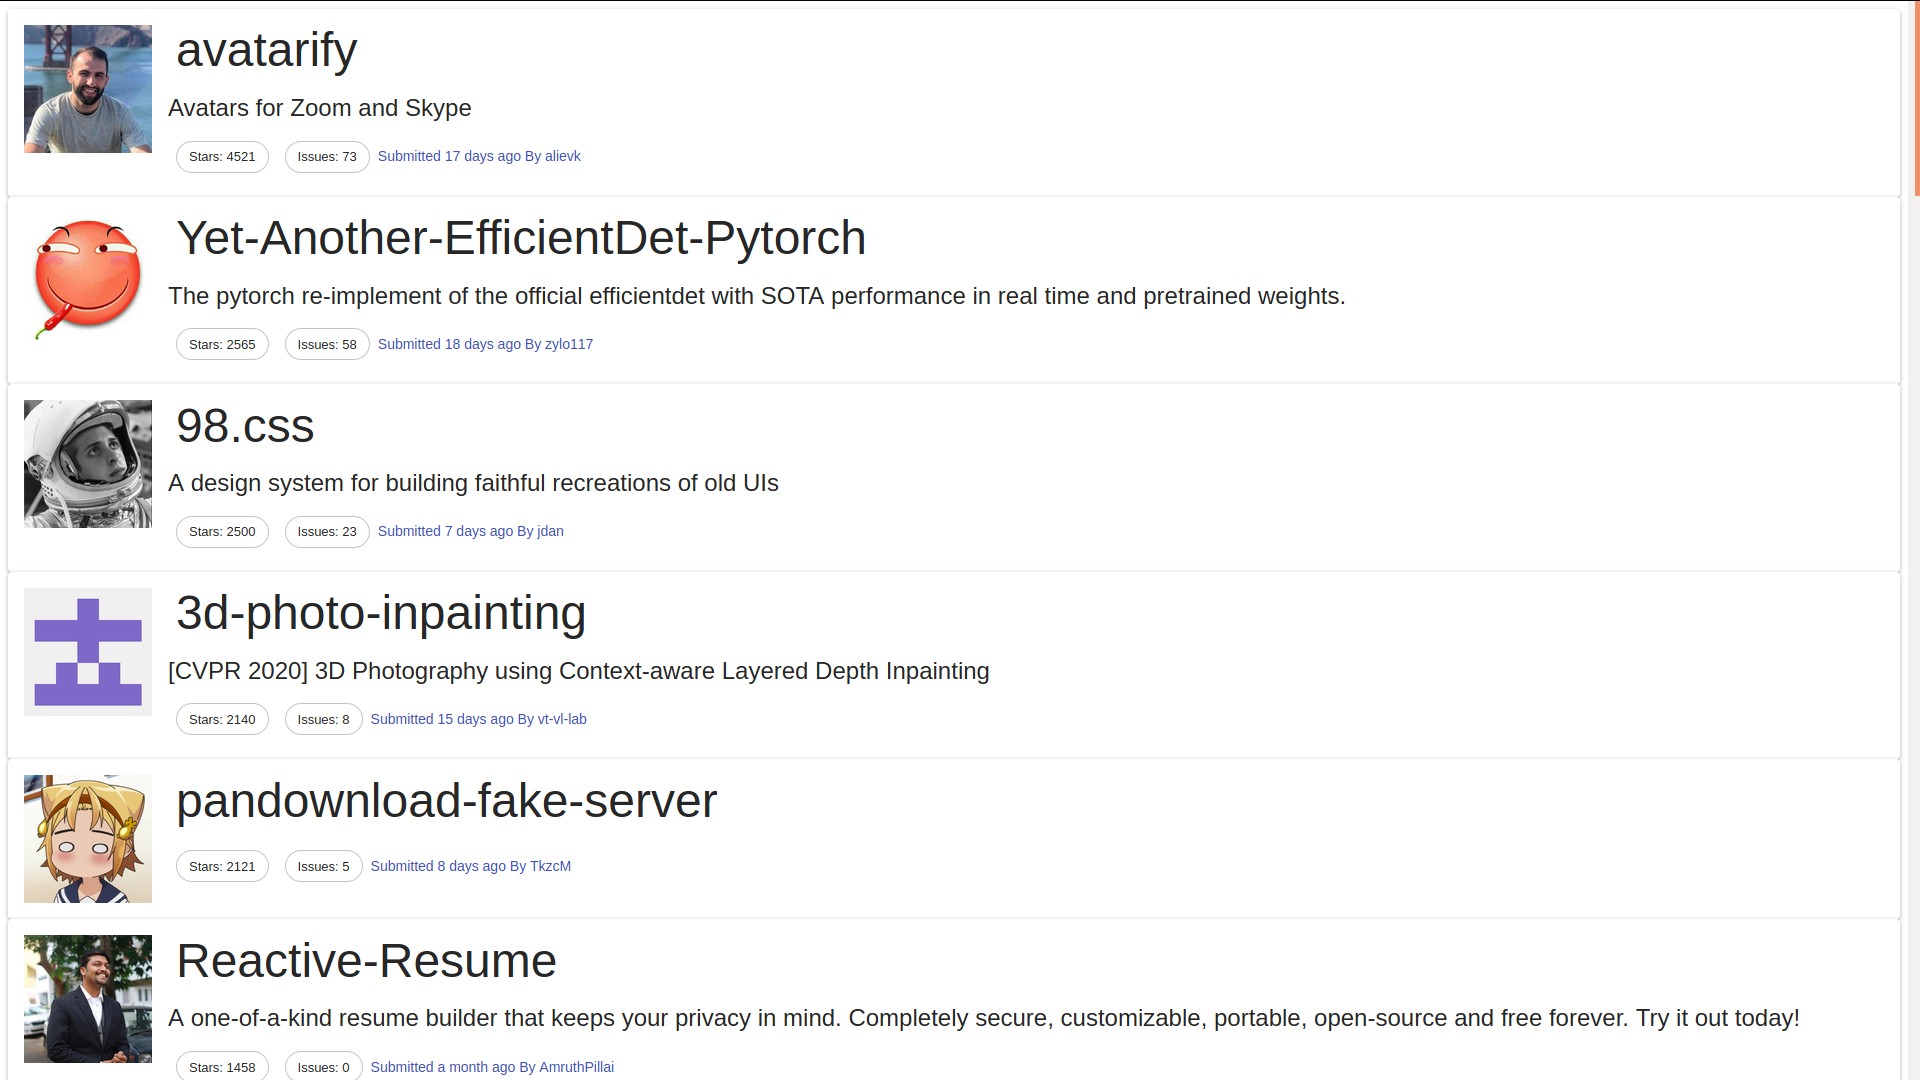 avatarify
Avatars for Zoom and Skype
Stars: 4521 Issues: 73 Submitted 17 days ago By alievk
Yet-Another-EfficientDet-Pytorch
The pytorch re-implement of the official efficientdet with SOTA performance in real time and pretrained weights.
Stars: 2565 Issues: 58 Submitted 18 days ago By zylo117
98.css
A design system for building faithful recreations of old UIs
Stars: 2500 Issues: 23 Submitted 7 days ago By jdan
3d-photo-inpainting
[CVPR 2020] 3D Photography using Context-aware Layered Depth Inpainting
Stars: 2140 Issues: 8 Submitted 15 days ago By vt-vl-lab
pandownload-fake-server
Stars: 2121 Issues: 5 Submitted 8 days ago By TkzcM
Reactive-Resume
A one-of-a-kind resume builder that keeps your privacy in mind. Completely secure, customizable, portable, open-source and free forever. Try it out today!
Stars: 1458 Issues: 0 Submitted a month ago By AmruthPillai